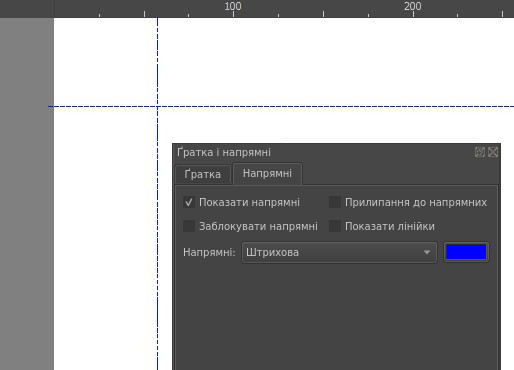 100 200
Ґратка і напрямні
Ґратка Напрямні
Показати напрямні Прилипання до напрямних
Заблокувати напрямні Показати лінійки
Напрямні: Штрихова